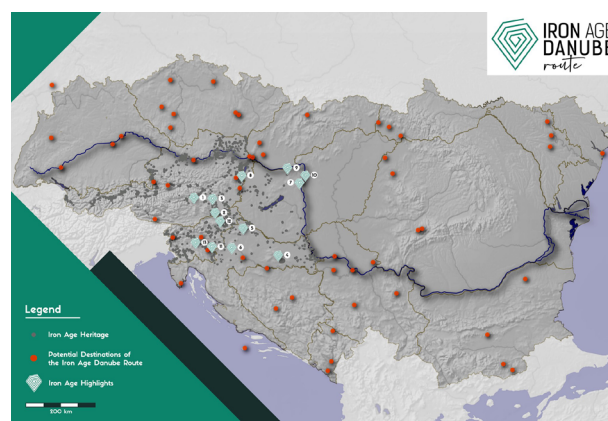 IRON AGE
DANUBE
route
Legend
Iron Age Heritage
Potential Destinations of
the Iron Age Danube Route
Iron Age Highlights
100 km